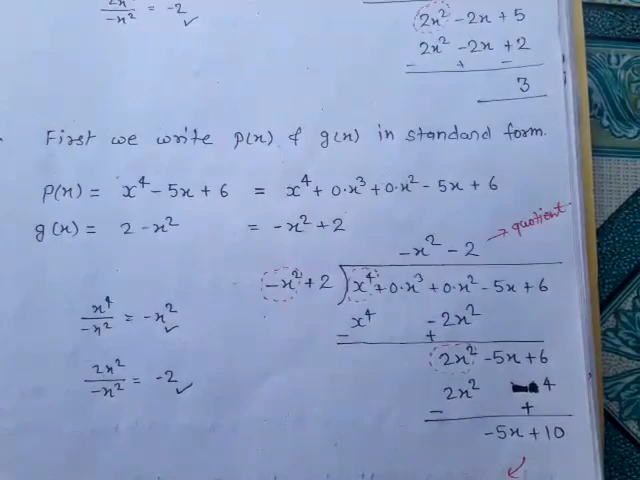 2x
/-x² = -2 ✓
2x² - 2x + 5
2x² - 2x + 2
- + -
3
First we write p(x) & g(x) in standard form.
p(x) = x⁴ - 5x + 6 = x⁴ + 0·x³ + 0·x² - 5x + 6
g(x) = 2 - x² = -x² + 2
-x² - 2 → quotient.
-x² + 2 ) x⁴ + 0·x³ + 0·x² - 5x + 6
x⁴/-x² = -x² ✓
x⁴ - 2x²
- +
2x² - 5x + 6
2x²/-x² = -2 ✓
2x² - 4
- +
-5x + 10